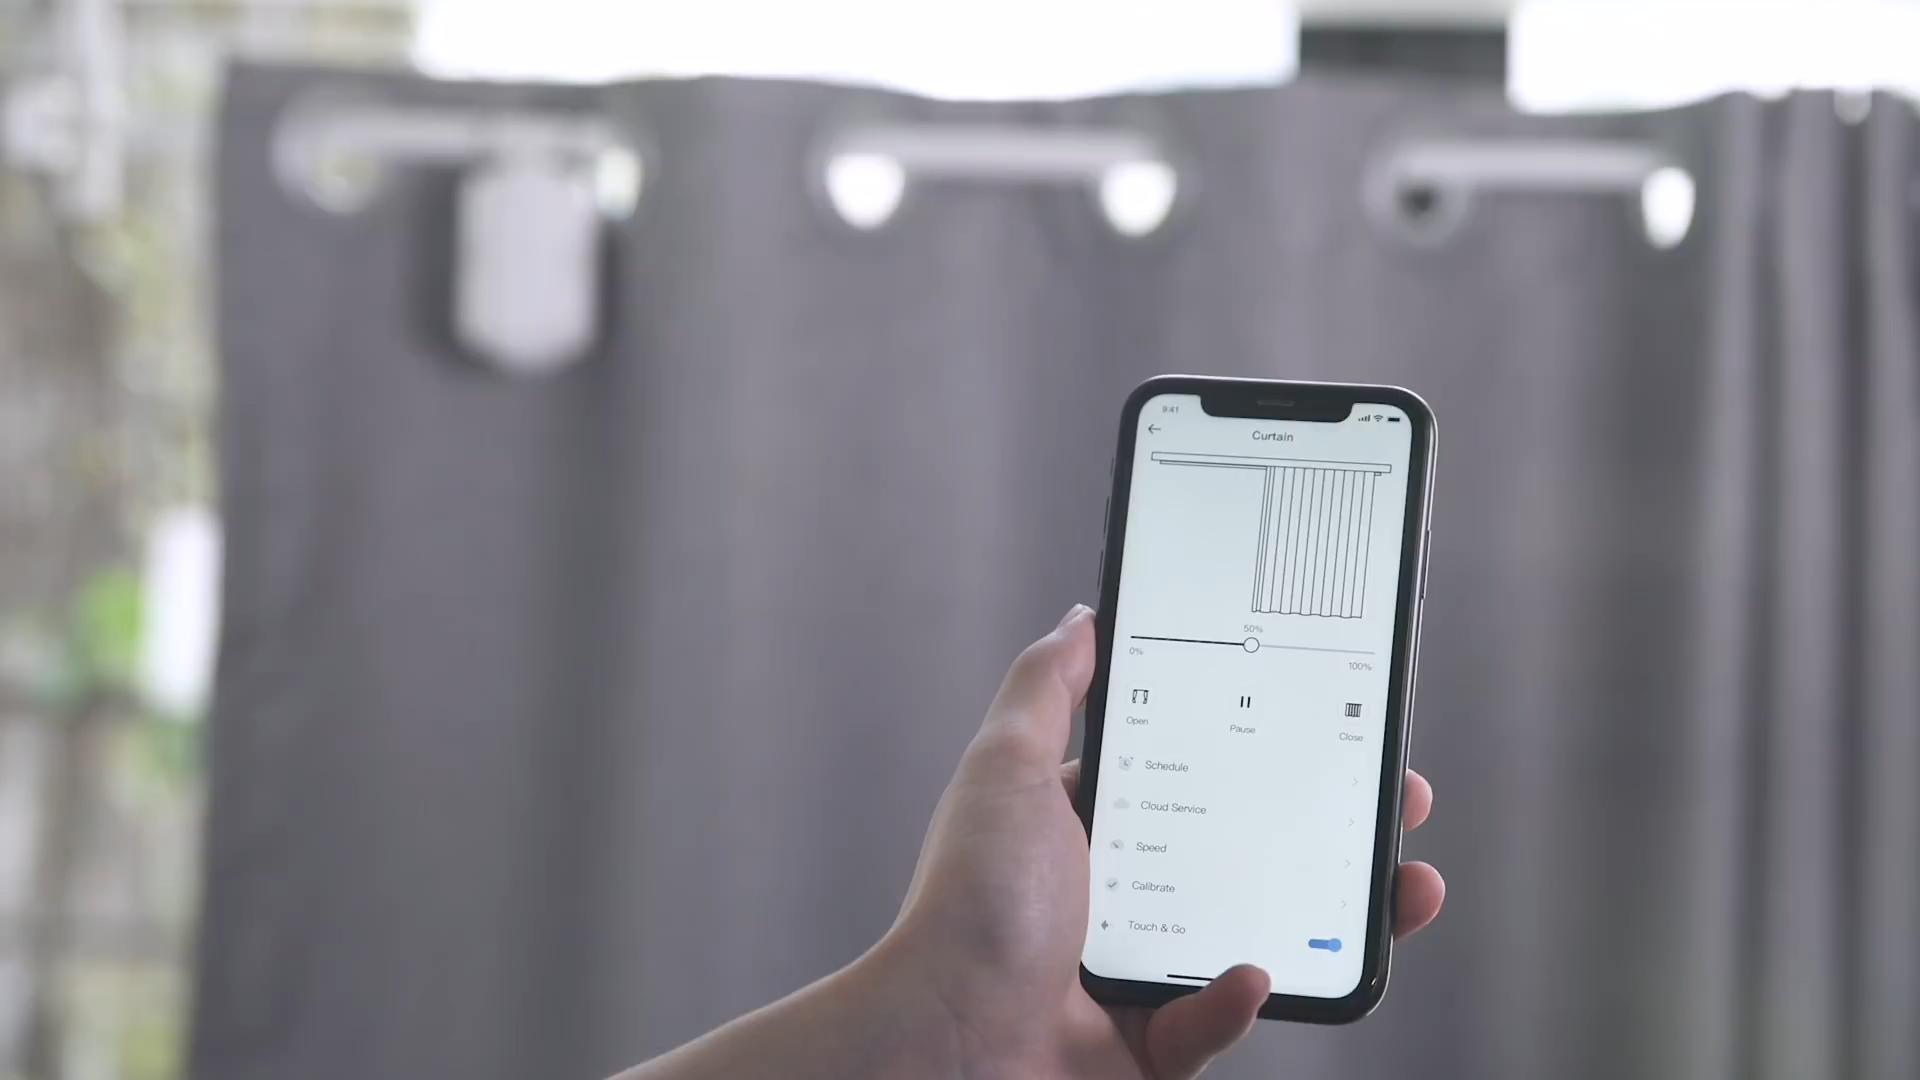 9:41
Curtain
50%
0%
100%
Open
Pause
Close
Schedule
Cloud Service
Speed
Calibrate
Touch & Go